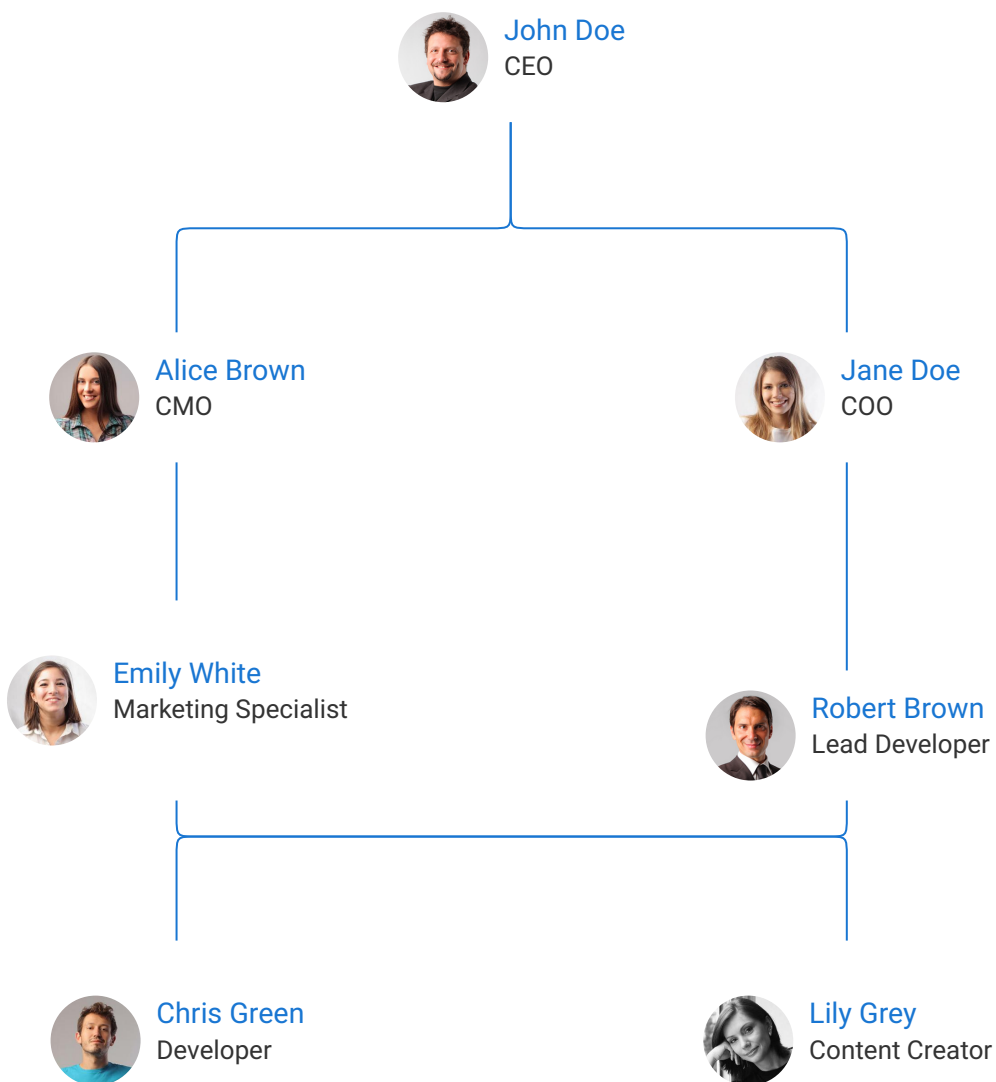 John Doe
CEO
Alice Brown
CMO
Jane Doe
COO
Emily White
Marketing Specialist
Robert Brown
Lead Developer
Chris Green
Developer
Lily Grey
Content Creator